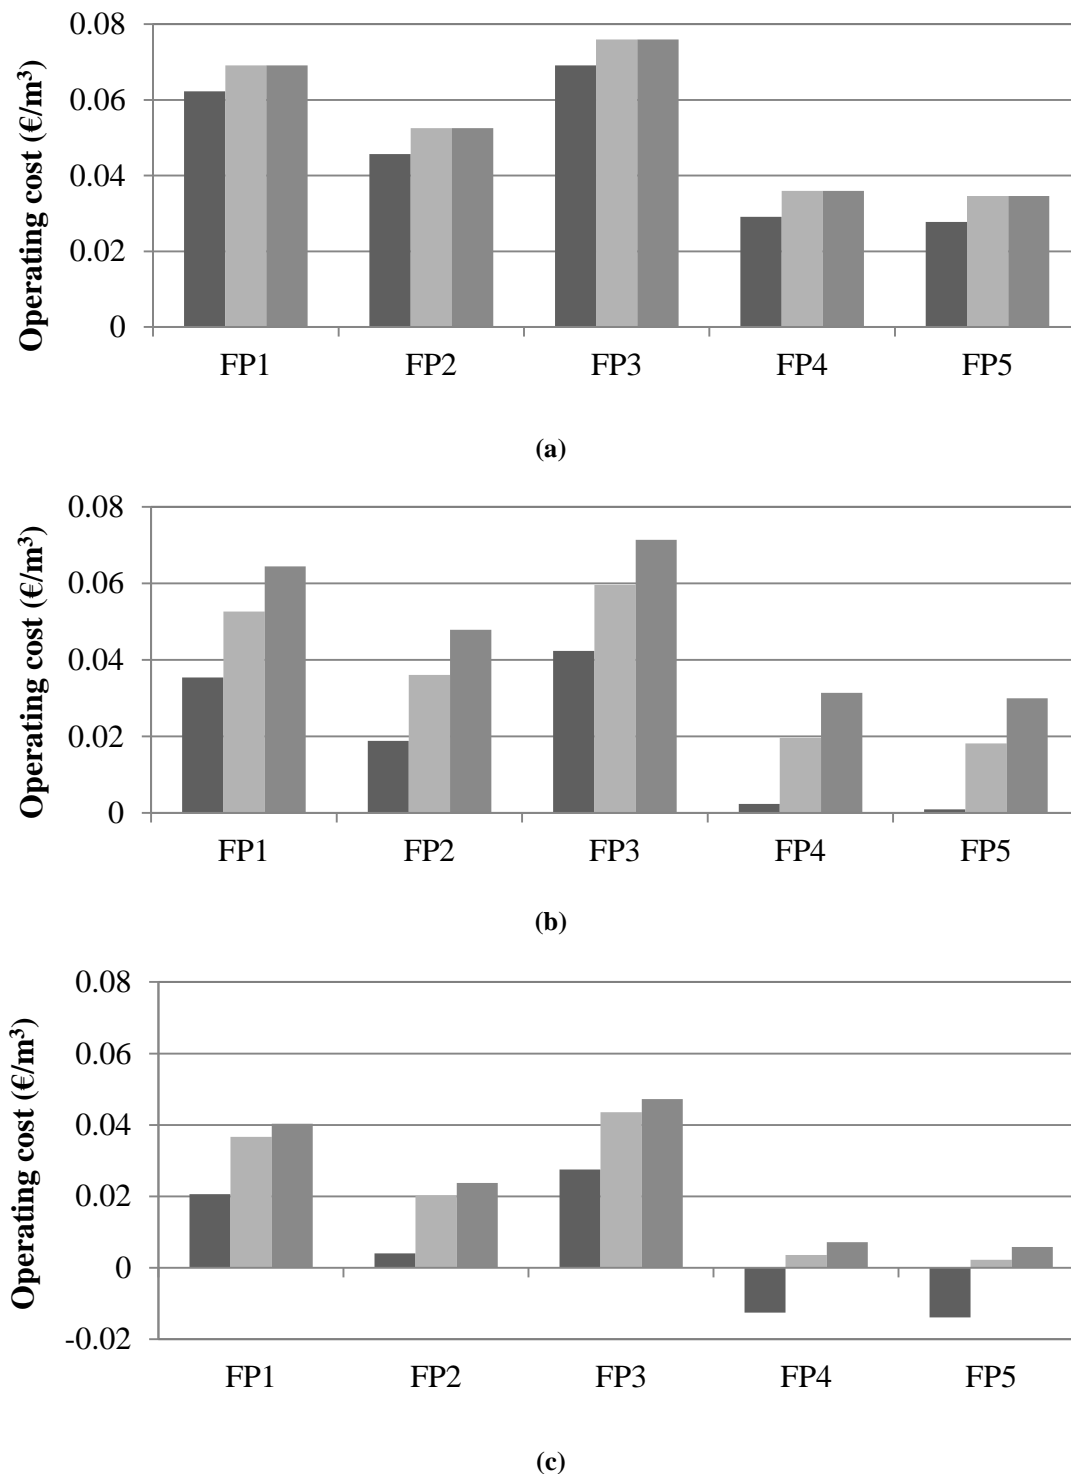 Operating cost (€/m³)
0.08
0.06
0.04
0.02
0
FP1 FP2 FP3 FP4 FP5
(a)
Operating cost (€/m³)
0.08
0.06
0.04
0.02
0
FP1 FP2 FP3 FP4 FP5
(b)
Operating cost (€/m³)
0.08
0.06
0.04
0.02
0
-0.02
FP1 FP2 FP3 FP4 FP5
(c)